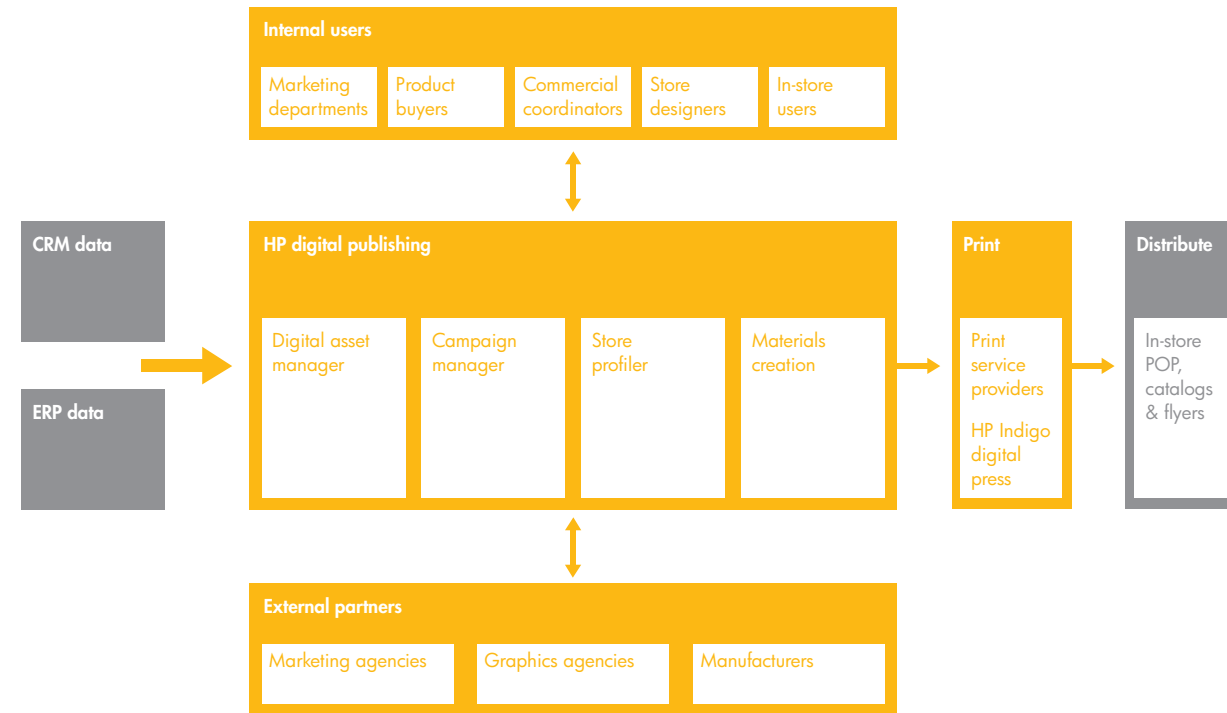 Internal users
Marketing
departments
Product
buyers
Commercial
coordinators
Store
designers
In-store
users
CRM data
ERP data
HP digital publishing
Digital asset
manager
Campaign
manager
Store
profiler
Materials
creation
Print
Print
service
providers
HP Indigo
digital
press
Distribute
In-store
POP,
catalogs
& flyers
External partners
Marketing agencies
Graphics agencies
Manufacturers